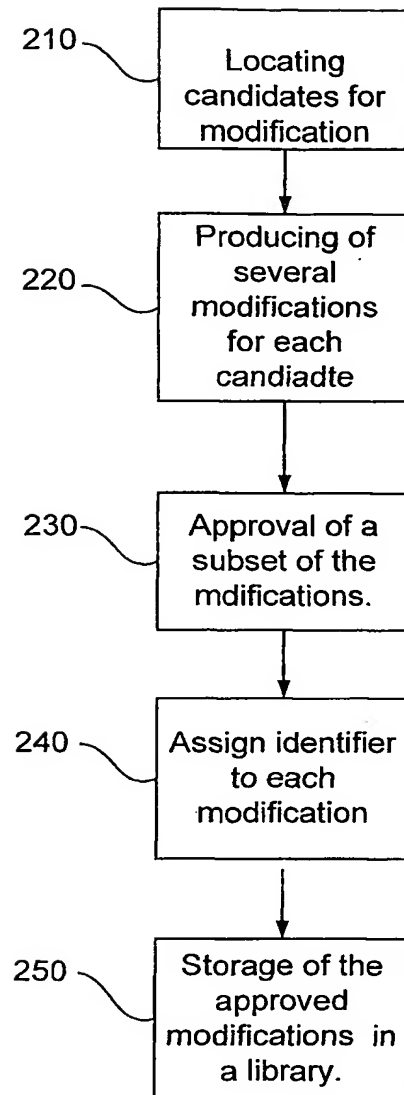 210
Locating
candidates for
modification
220
Producing of
several
modifications
for each
candiadte
230
Approval of a
subset of the
mdifications.
240
Assign identifier
to each
modification
250
Storage of the
approved
modifications in
a library.